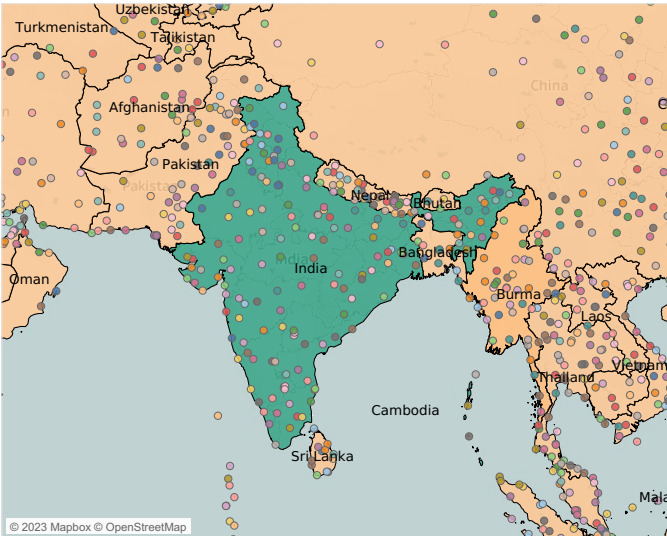 Uzbekistan
Turkmenistan
Tajikistan
China
Afghanistan
Pakistan
Pakistan
Nepal
Bhutan
Bangladesh
India
India
Oman
Burma
Laos
Vietnam
Thailand
Cambodia
Sri Lanka
Mala
© 2023 Mapbox © OpenStreetMap